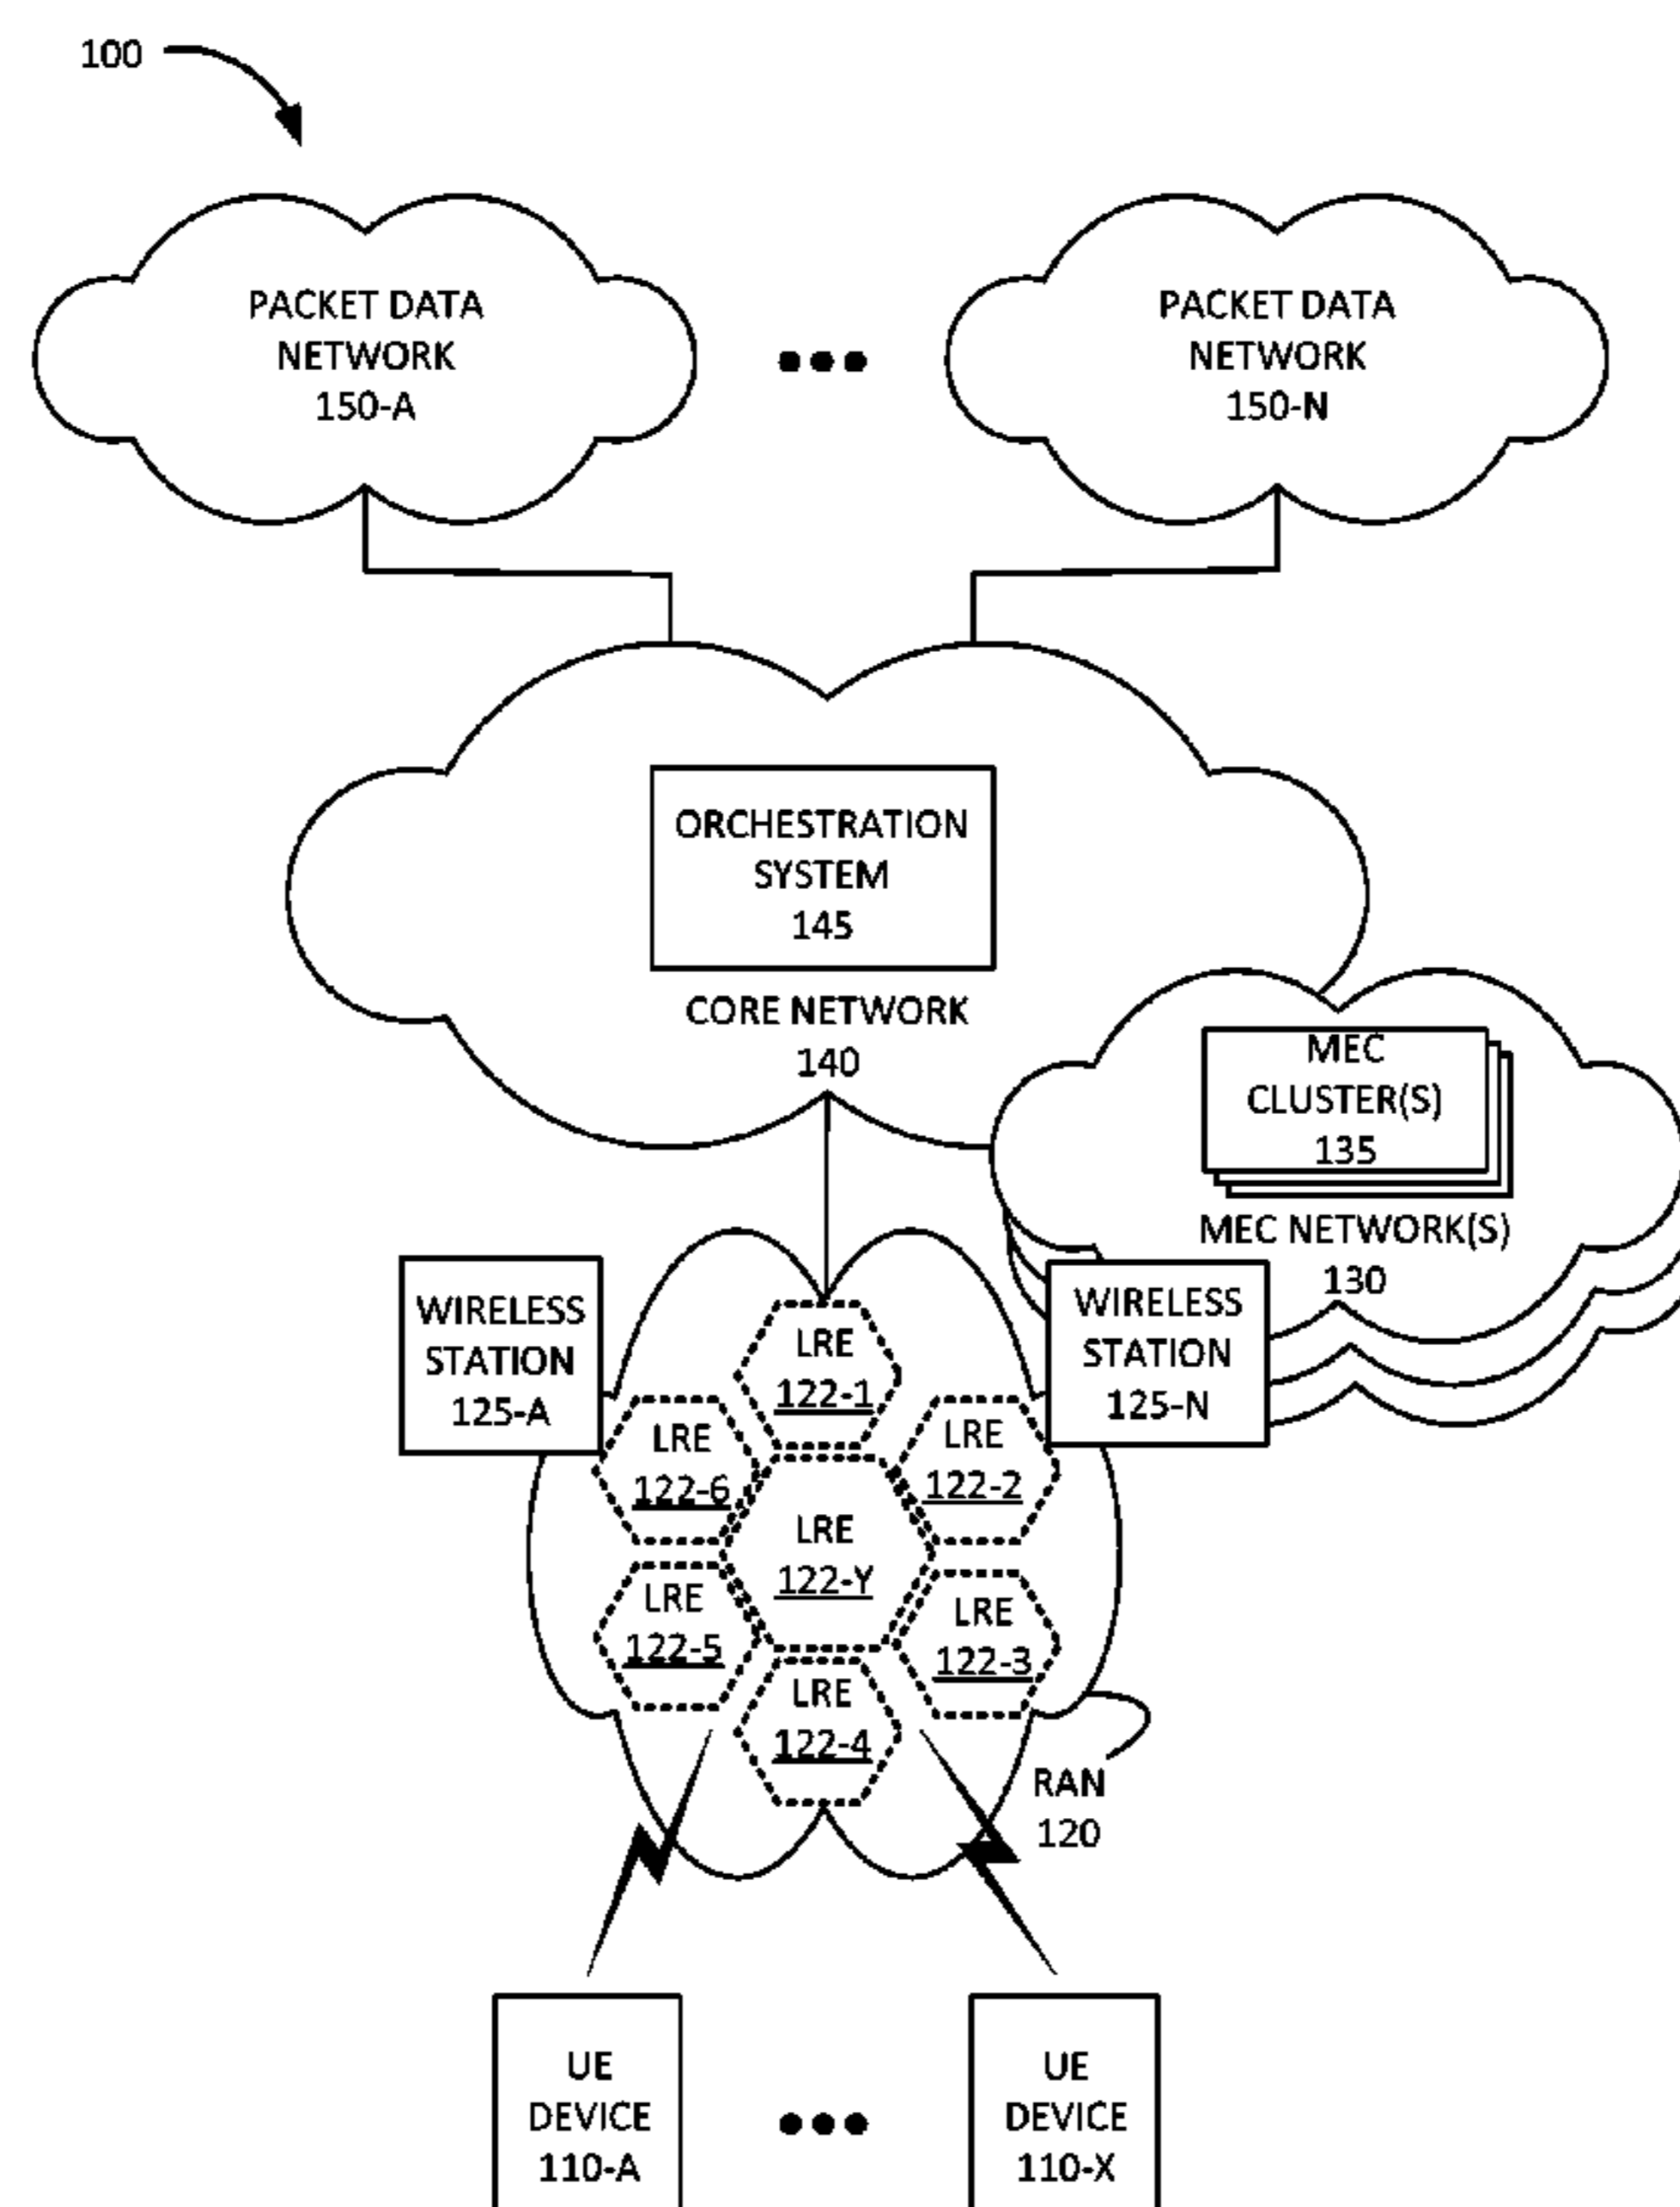 100
PACKET DATA
NETWORK
150-A
PACKET DATA
NETWORK
150-N
ORCHESTRATION
SYSTEM
145
CORE NETWORK
140
MEC
CLUSTER(S)
135
MEC NETWORK(S)
130
WIRELESS
STATION
125-A
WIRELESS
STATION
125-N
LRE
122-1
LRE
122-6
LRE
122-2
LRE
122-Y
LRE
122-5
LRE
122-3
LRE
122-4
RAN
120
UE
DEVICE
110-A
UE
DEVICE
110-X